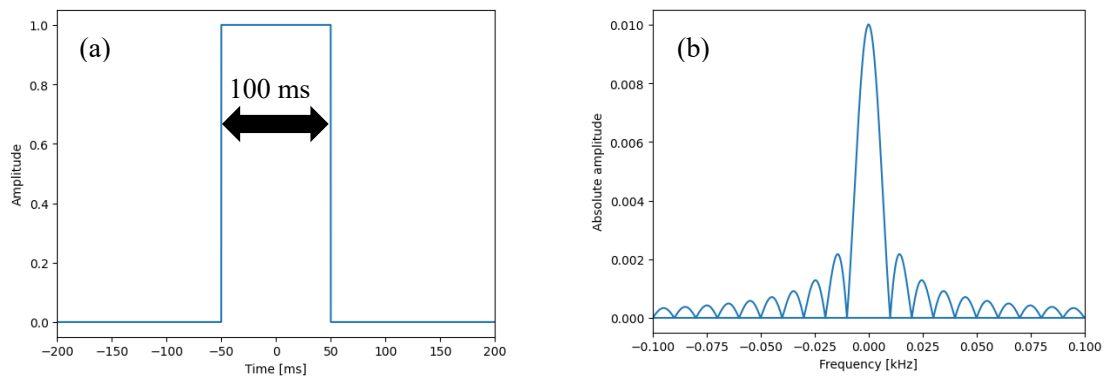 (a)
100 ms
1.0
0.8
0.6
0.4
0.2
0.0
Amplitude
−200 −150 −100 −50 0 50 100 150 200
Time [ms]
(b)
0.010
0.008
0.006
0.004
0.002
0.000
Absolute amplitude
−0.100 −0.075 −0.050 −0.025 0.000 0.025 0.050 0.075 0.100
Frequency [kHz]